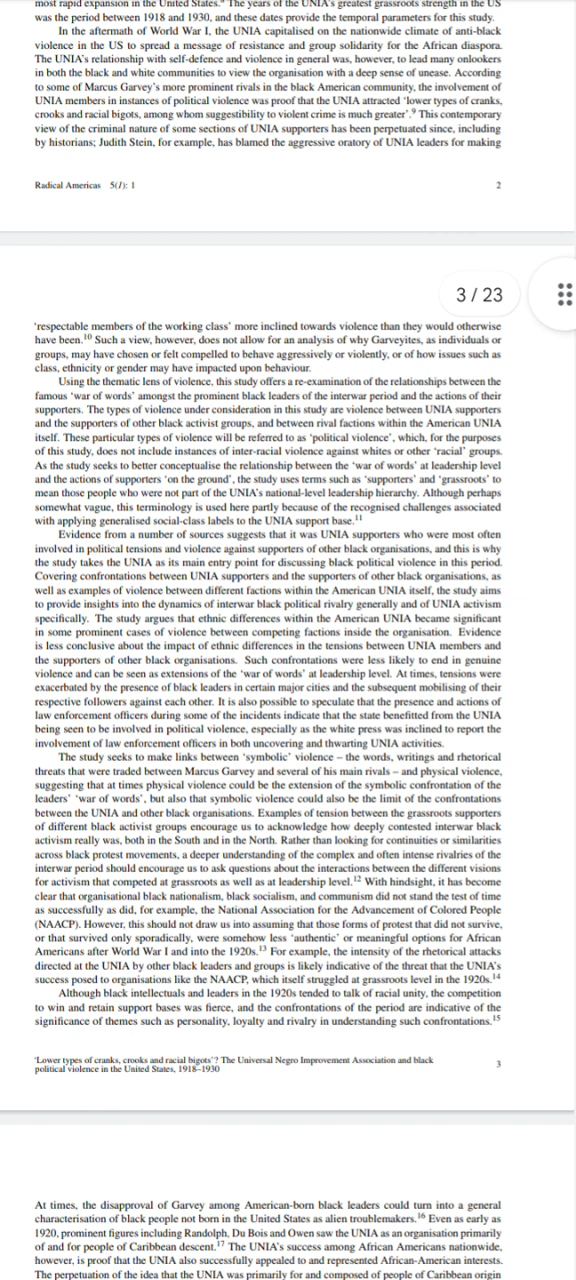 most rapid expansion in the United States.⁸ The years of the UNIA's greatest grassroots strength in the US
was the period between 1918 and 1930, and these dates provide the temporal parameters for this study.
In the aftermath of World War I, the UNIA capitalised on the nationwide climate of anti-black
violence in the US to spread a message of resistance and group solidarity for the African diaspora.
The UNIA's relationship with self-defence and violence in general was, however, to lead many onlookers
in both the black and white communities to view the organisation with a deep sense of unease. According
to some of Marcus Garvey's more prominent rivals in the black American community, the involvement of
UNIA members in instances of political violence was proof that the UNIA attracted 'lower types of cranks,
crooks and racial bigots, among whom suggestibility to violent crime is much greater'.⁹ This contemporary
view of the criminal nature of some sections of UNIA supporters has been perpetuated since, including
by historians; Judith Stein, for example, has blamed the aggressive oratory of UNIA leaders for making
Radical Americas 5(1): 1
2
3 / 23
'respectable members of the working class' more inclined towards violence than they would otherwise
have been.¹⁰ Such a view, however, does not allow for an analysis of why Garveyites, as individuals or
groups, may have chosen or felt compelled to behave aggressively or violently, or of how issues such as
class, ethnicity or gender may have impacted upon behaviour.
Using the thematic lens of violence, this study offers a re-examination of the relationships between the
famous 'war of words' amongst the prominent black leaders of the interwar period and the actions of their
supporters. The types of violence under consideration in this study are violence between UNIA supporters
and the supporters of other black activist groups, and between rival factions within the American UNIA
itself. These particular types of violence will be referred to as 'political violence', which, for the purposes
of this study, does not include instances of inter-racial violence against whites or other 'racial' groups.
As the study seeks to better conceptualise the relationship between the 'war of words' at leadership level
and the actions of supporters 'on the ground', the study uses terms such as 'supporters' and 'grassroots' to
mean those people who were not part of the UNIA's national-level leadership hierarchy. Although perhaps
somewhat vague, this terminology is used here partly because of the recognised challenges associated
with applying generalised social-class labels to the UNIA support base.¹¹
Evidence from a number of sources suggests that it was UNIA supporters who were most often
involved in political tensions and violence against supporters of other black organisations, and this is why
the study takes the UNIA as its main entry point for discussing black political violence in this period.
Covering confrontations between UNIA supporters and the supporters of other black organisations, as
well as examples of violence between different factions within the American UNIA itself, the study aims
to provide insights into the dynamics of interwar black political rivalry generally and of UNIA activism
specifically. The study argues that ethnic differences within the American UNIA became significant
in some prominent cases of violence between competing factions inside the organisation. Evidence
is less conclusive about the impact of ethnic differences in the tensions between UNIA members and
the supporters of other black organisations. Such confrontations were less likely to end in genuine
violence and can be seen as extensions of the 'war of words' at leadership level. At times, tensions were
exacerbated by the presence of black leaders in certain major cities and the subsequent mobilising of their
respective followers against each other. It is also possible to speculate that the presence and actions of
law enforcement officers during some of the incidents indicate that the state benefitted from the UNIA
being seen to be involved in political violence, especially as the white press was inclined to report the
involvement of law enforcement officers in both uncovering and thwarting UNIA activities.
The study seeks to make links between 'symbolic' violence – the words, writings and rhetorical
threats that were traded between Marcus Garvey and several of his main rivals – and physical violence,
suggesting that at times physical violence could be the extension of the symbolic confrontation of the
leaders' 'war of words', but also that symbolic violence could also be the limit of the confrontations
between the UNIA and other black organisations. Examples of tension between the grassroots supporters
of different black activist groups encourage us to acknowledge how deeply contested interwar black
activism really was, both in the South and in the North. Rather than looking for continuities or similarities
across black protest movements, a deeper understanding of the complex and often intense rivalries of the
interwar period should encourage us to ask questions about the interactions between the different visions
for activism that competed at grassroots as well as at leadership level.¹² With hindsight, it has become
clear that organisational black nationalism, black socialism, and communism did not stand the test of time
as successfully as did, for example, the National Association for the Advancement of Colored People
(NAACP). However, this should not draw us into assuming that those forms of protest that did not survive,
or that survived only sporadically, were somehow less 'authentic' or meaningful options for African
Americans after World War I and into the 1920s.¹³ For example, the intensity of the rhetorical attacks
directed at the UNIA by other black leaders and groups is likely indicative of the threat that the UNIA's
success posed to organisations like the NAACP, which itself struggled at grassroots level in the 1920s.¹⁴
Although black intellectuals and leaders in the 1920s tended to talk of racial unity, the competition
to win and retain support bases was fierce, and the confrontations of the period are indicative of the
significance of themes such as personality, loyalty and rivalry in understanding such confrontations.¹⁵
'Lower types of cranks, crooks and racial bigots'? The Universal Negro Improvement Association and black
political violence in the United States, 1918–1930
3
At times, the disapproval of Garvey among American-born black leaders could turn into a general
characterisation of black people not born in the United States as alien troublemakers.¹⁶ Even as early as
1920, prominent figures including Randolph, Du Bois and Owen saw the UNIA as an organisation primarily
of and for people of Caribbean descent.¹⁷ The UNIA's success among African Americans nationwide,
however, is proof that the UNIA also successfully appealed to and represented African-American interests.
The perpetuation of the idea that the UNIA was primarily for and composed of people of Caribbean origin